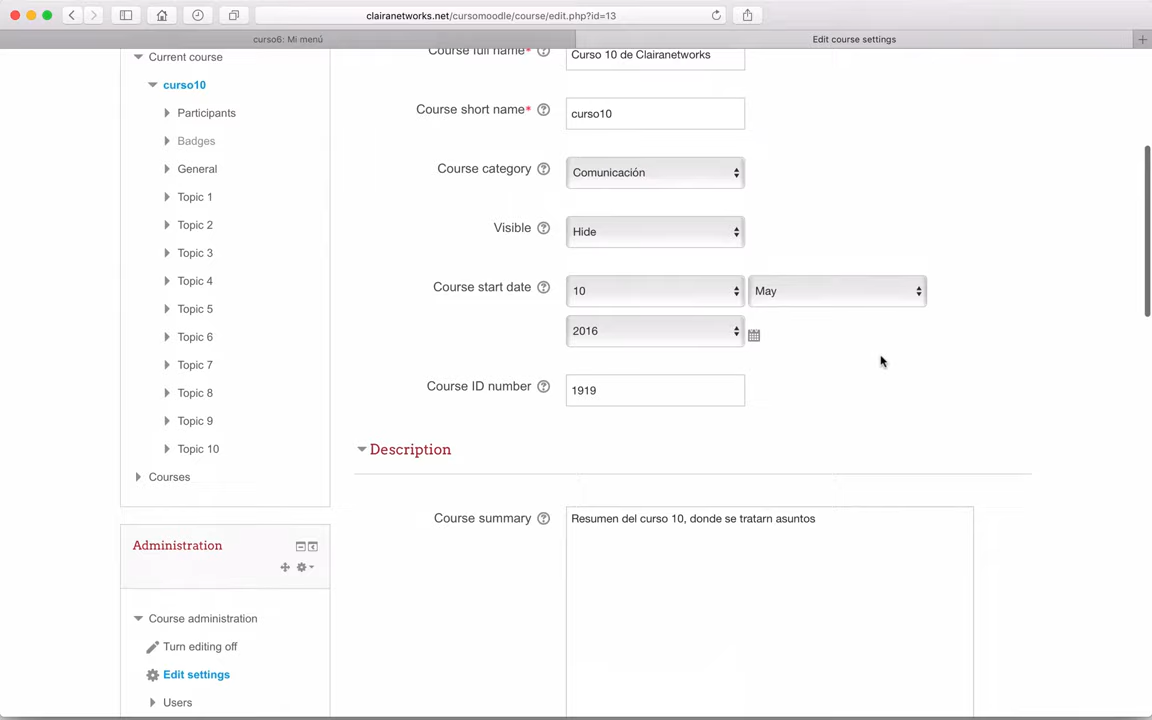 clairanetworks.net/cursomoodle/course/edit.php?id=13
curso6: Mi menú
Edit course settings
Current course
curso10
Participants
Badges
General
Topic 1
Topic 2
Topic 3
Topic 4
Topic 5
Topic 6
Topic 7
Topic 8
Topic 9
Topic 10
Courses
Administration
Course administration
Turn editing off
Edit settings
Users
Course full name*
Curso 10 de Clairanetworks
Course short name*
curso10
Course category
Comunicación
Visible
Hide
Course start date
10
May
2016
Course ID number
1919
Description
Course summary
Resumen del curso 10, donde se tratarn asuntos